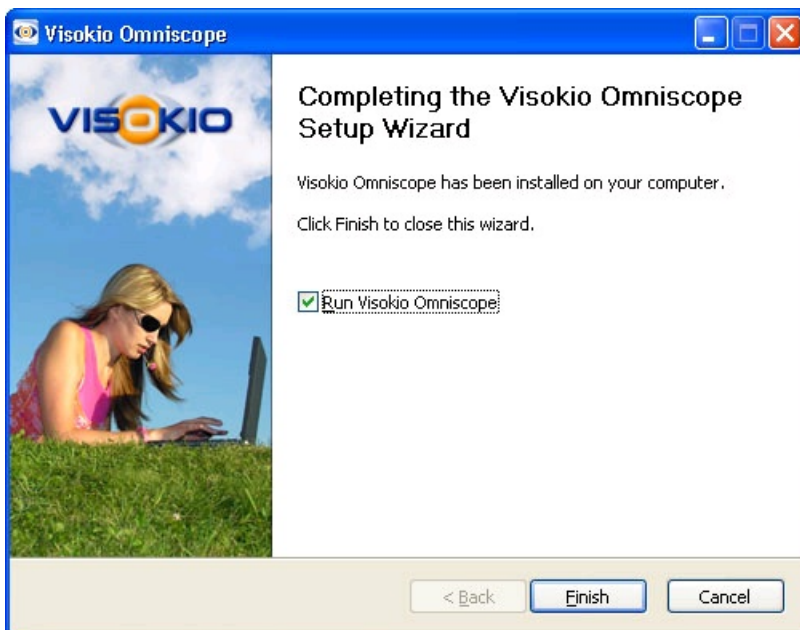 Visokio Omniscope
VISOKIO
Completing the Visokio Omniscope
Setup Wizard
Visokio Omniscope has been installed on your computer.
Click Finish to close this wizard.
Run Visokio Omniscope
< Back
Finish
Cancel